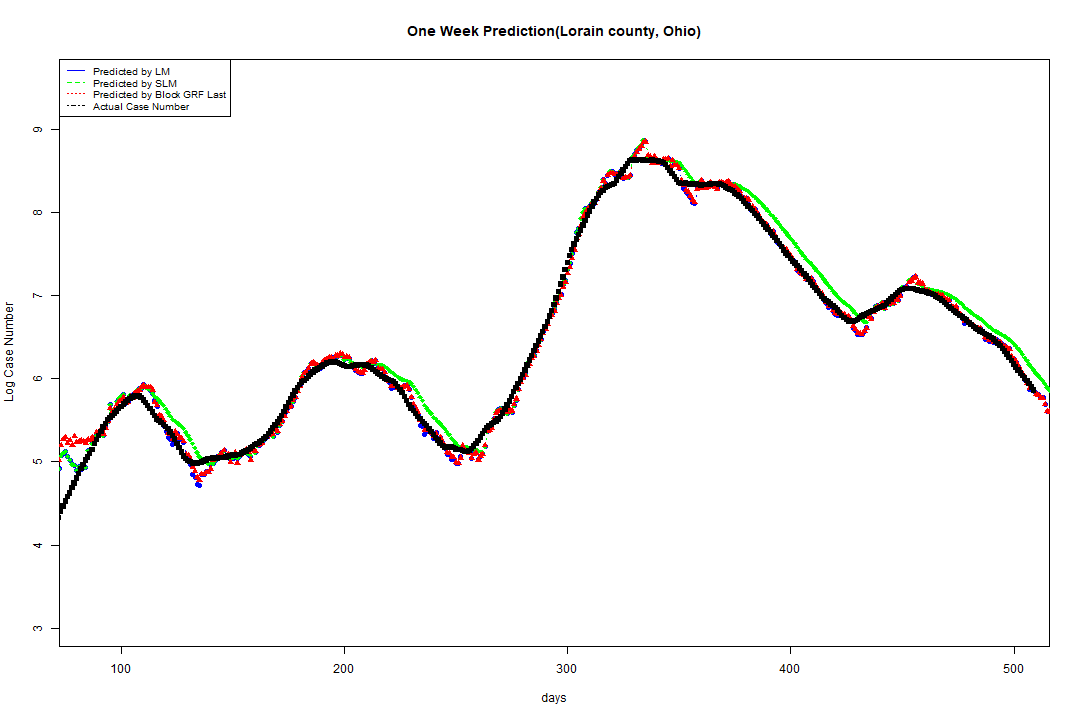 One Week Prediction(Lorain county, Ohio)
Predicted by LM
Predicted by SLM
Predicted by Block GRF Last
Actual Case Number
9
8
7
6
5
4
3
Log Case Number
100 200 300 400 500
days